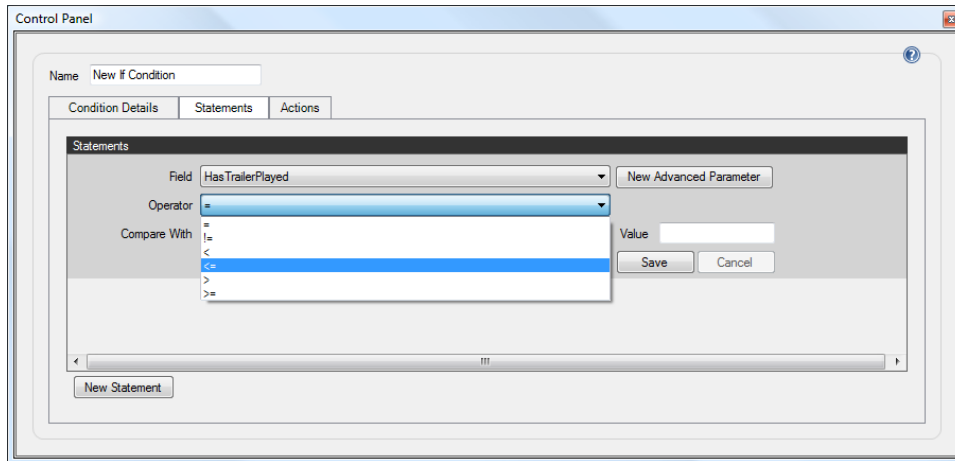 Control Panel
Name New If Condition
Condition Details Statements Actions
Statements
Field HasTrailerPlayed New Advanced Parameter
Operator =
=
Compare With != Value
<
<= Save Cancel
>
>=
New Statement